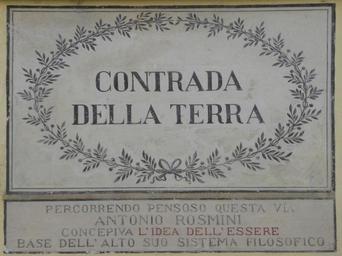 CONTRADA
DELLA TERRA
PERCORRENDO PENSOSO QUESTA VIA
ANTONIO ROSMINI
CONCEPIVA L'IDEA DELL'ESSERE
BASE DELL'ALTO SUO SISTEMA FILOSOFICO